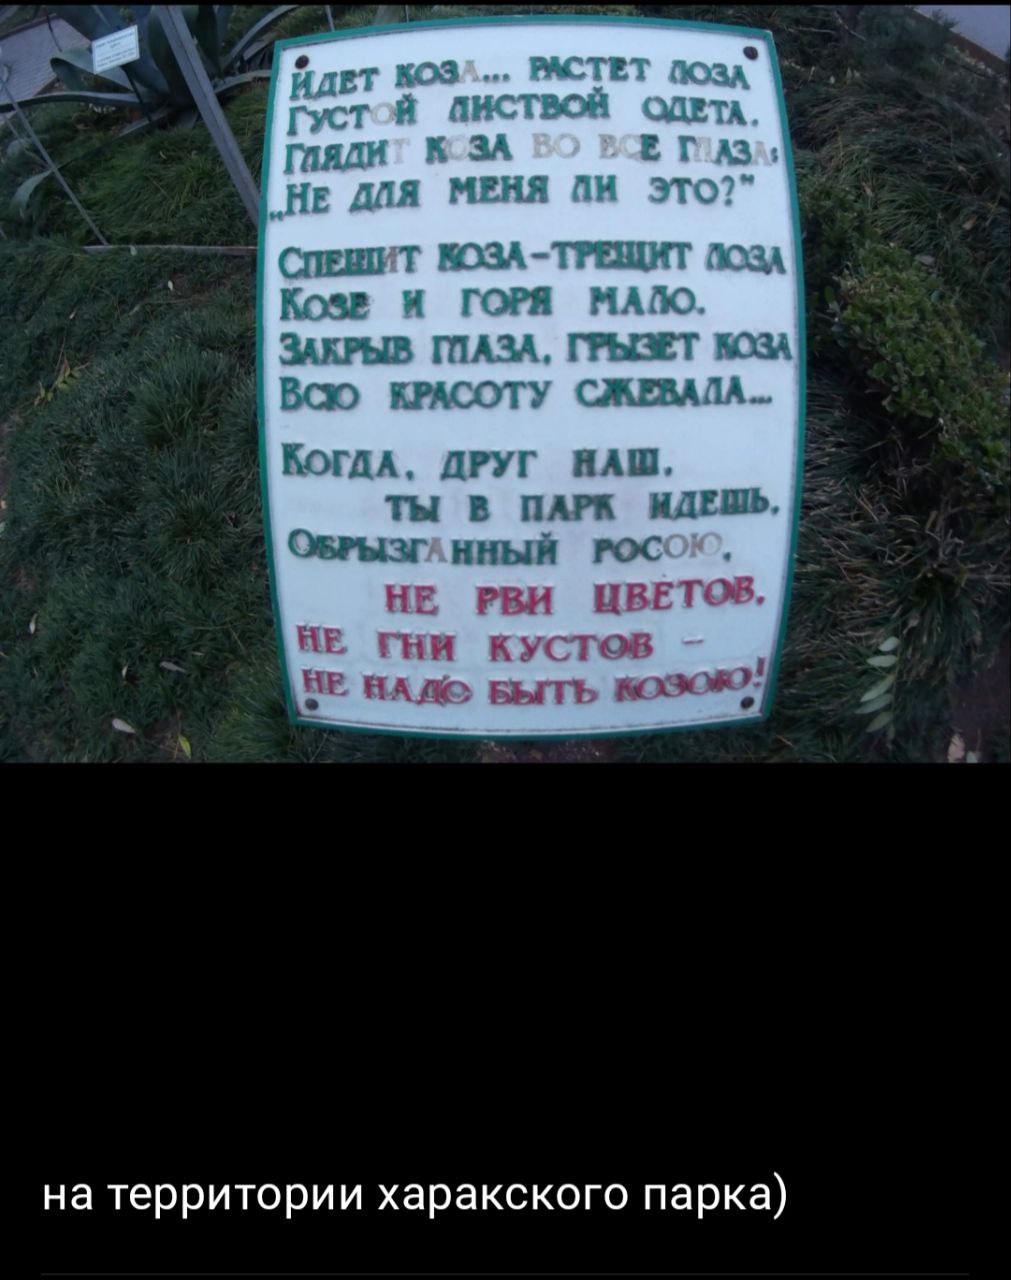 Идет коза... растет лоза
Густой листвой одета.
Глядит коза во все глаза:
„Не для меня ли это?"
Спешит коза-трещит лоза
Козе и горя мало.
Закрыв глаза, грызет коза
Всю красоту сжевала...
Когда, друг наш,
ты в парк идешь,
Обрызганный росою,
не рви цветов,
не гни кустов –
не надо быть козою!
на территории харакского парка)